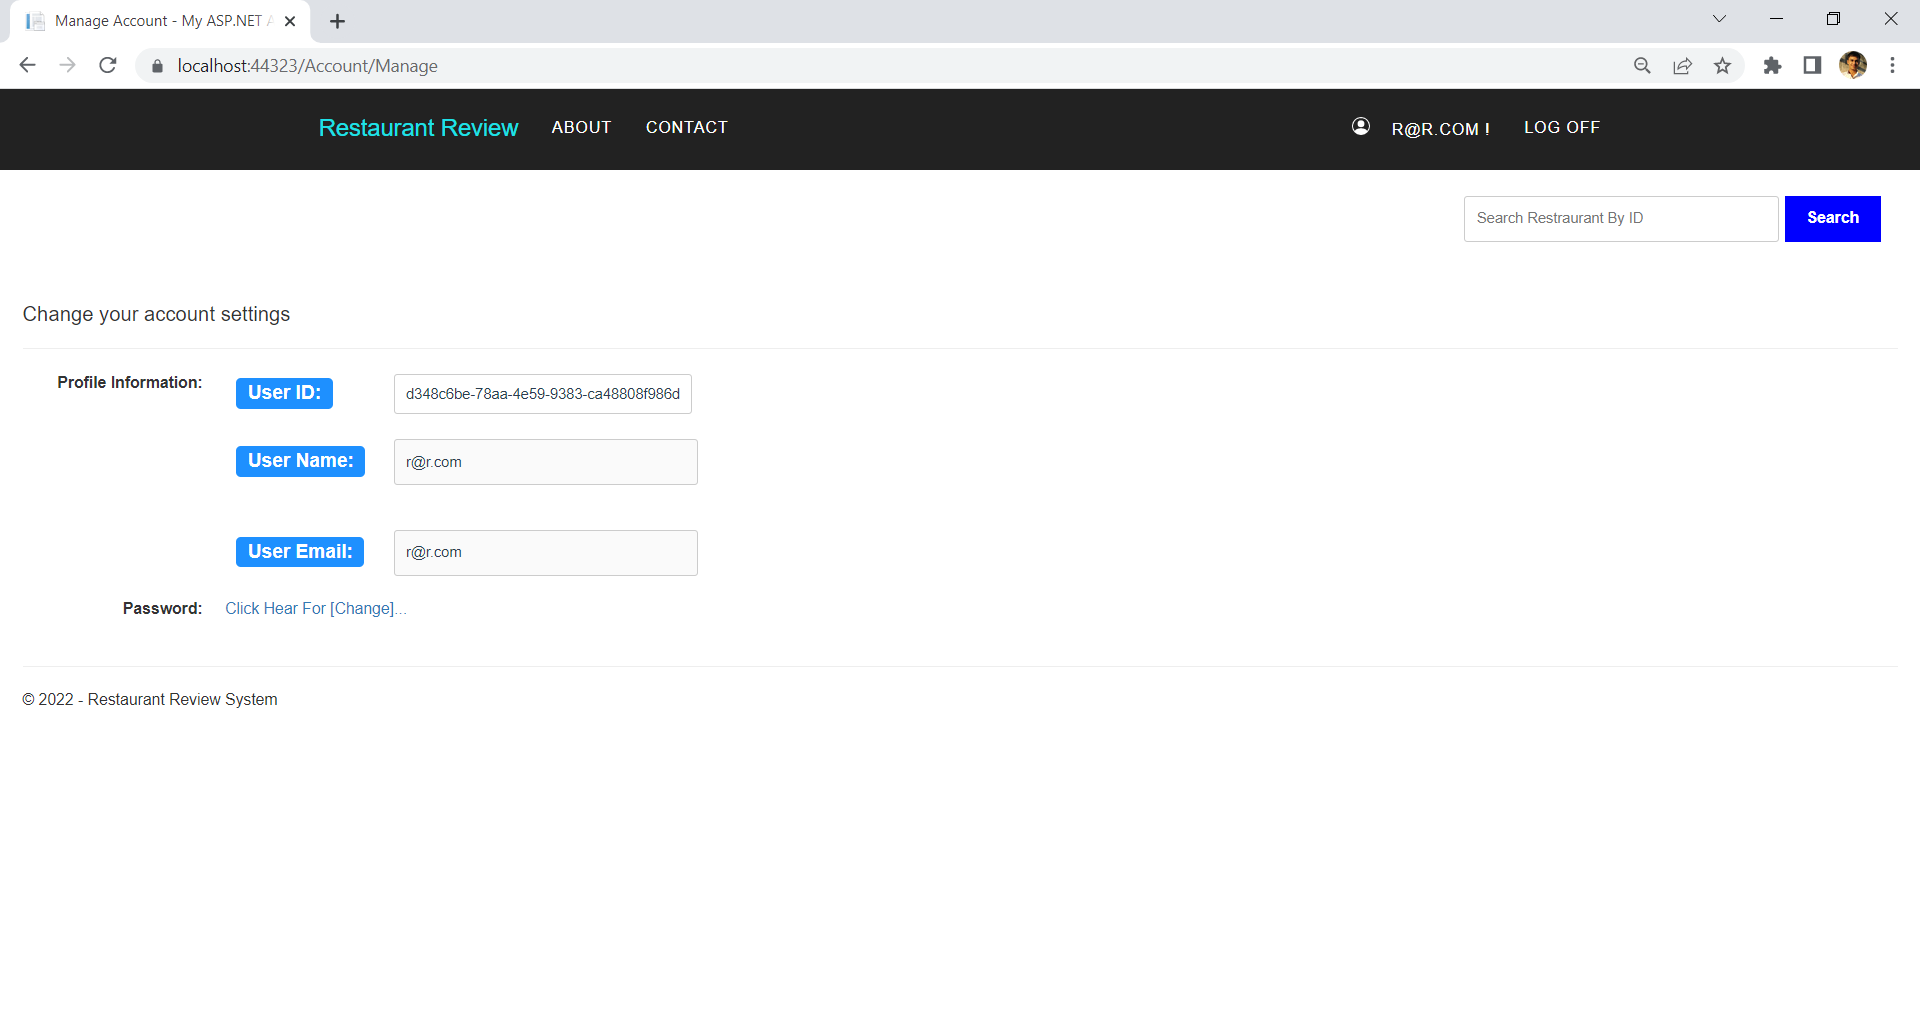 Manage Account - My ASP.NET A
localhost:44323/Account/Manage
Restaurant Review ABOUT CONTACT R@R.COM ! LOG OFF
Search Restraurant By ID Search
Change your account settings
Profile Information: User ID: d348c6be-78aa-4e59-9383-ca48808f986d
User Name: r@r.com
User Email: r@r.com
Password: Click Hear For [Change]...
© 2022 - Restaurant Review System